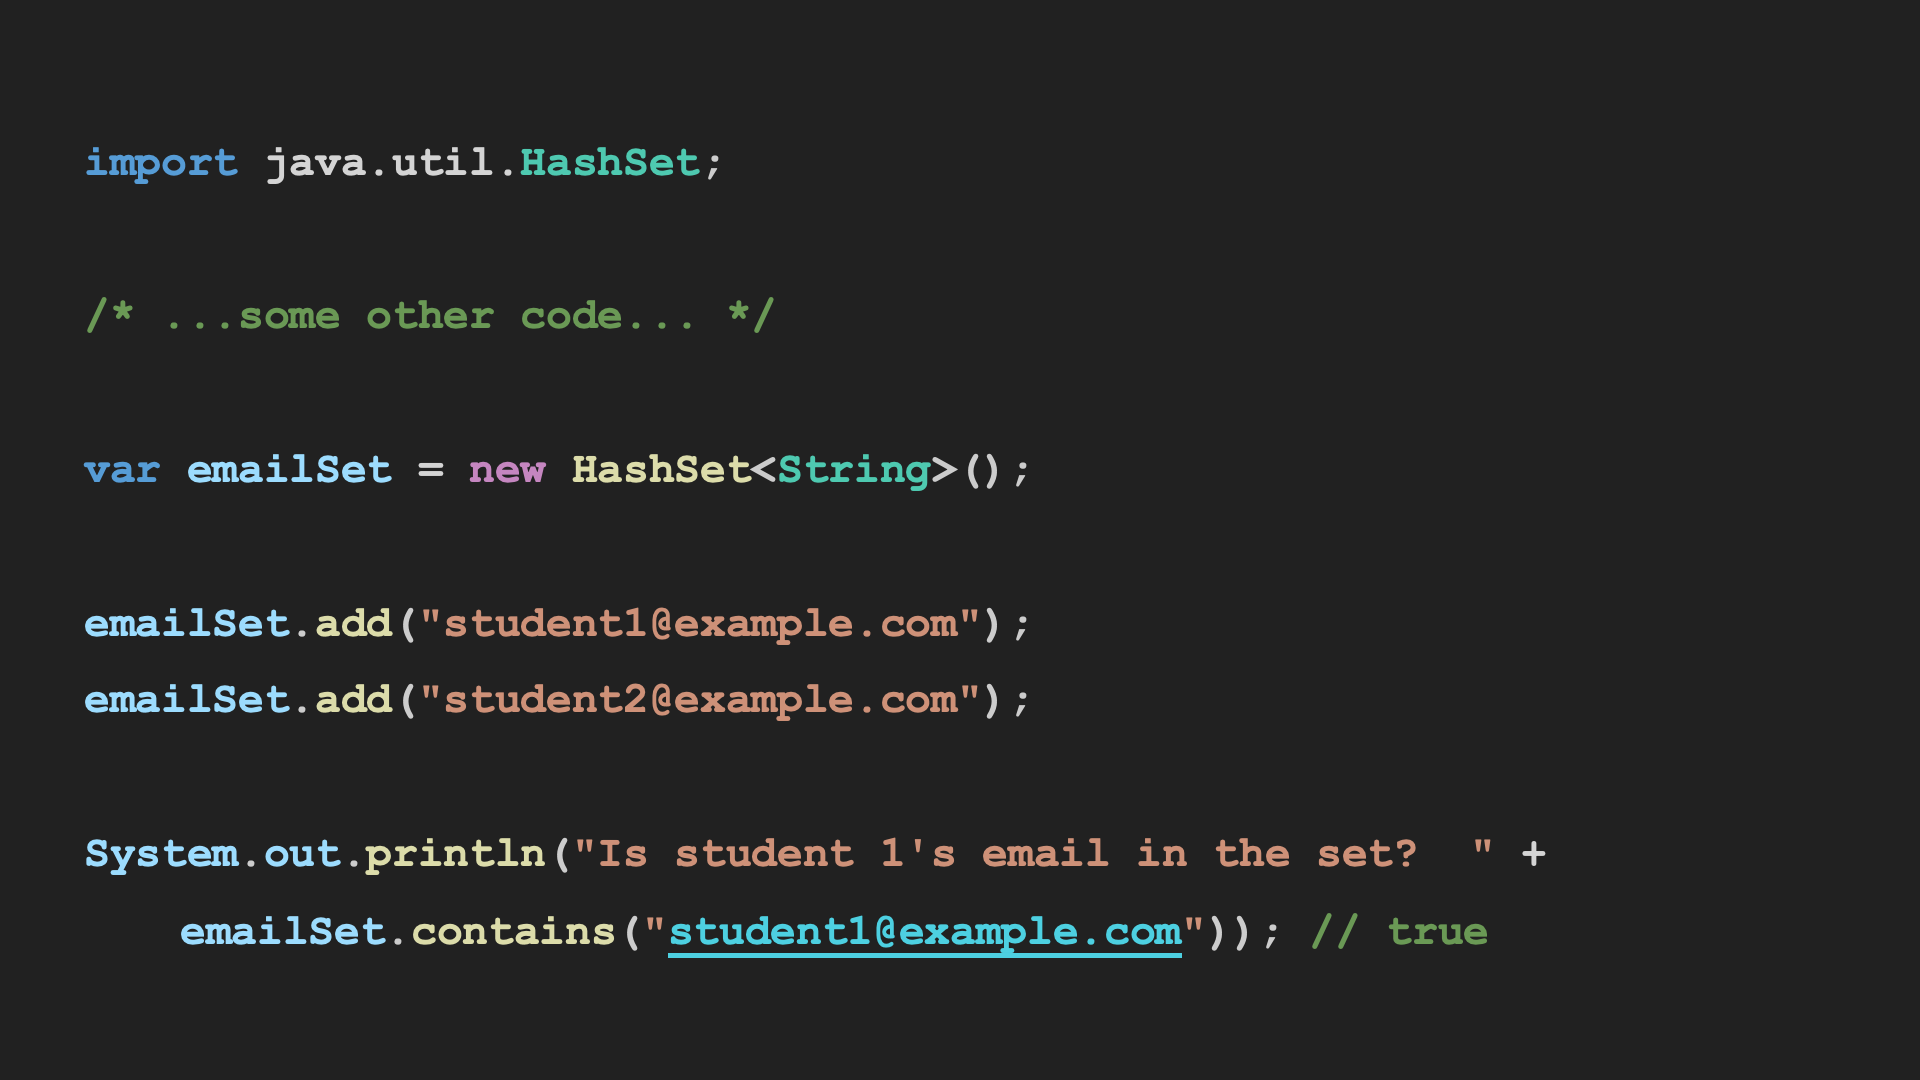 import java.util.HashSet;
/* ...some other code... */
var emailSet = new HashSet<String>();
emailSet.add("student1@example.com");
emailSet.add("student2@example.com");
System.out.println("Is student 1's email in the set?  " +
    emailSet.contains("student1@example.com")); // true